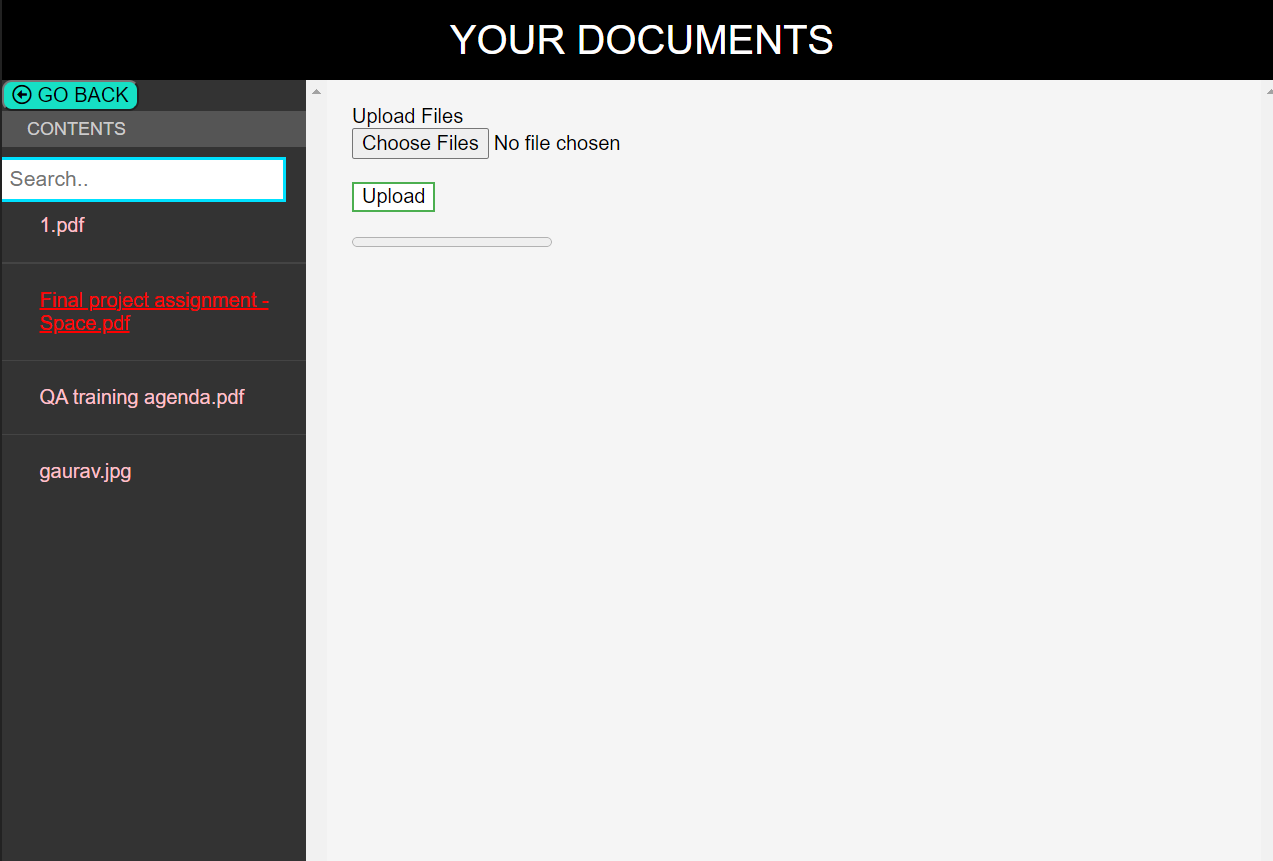 YOUR DOCUMENTS
GO BACK
CONTENTS
Search..
1.pdf
Final project assignment -
Space.pdf
QA training agenda.pdf
gaurav.jpg
Upload Files
Choose Files No file chosen
Upload